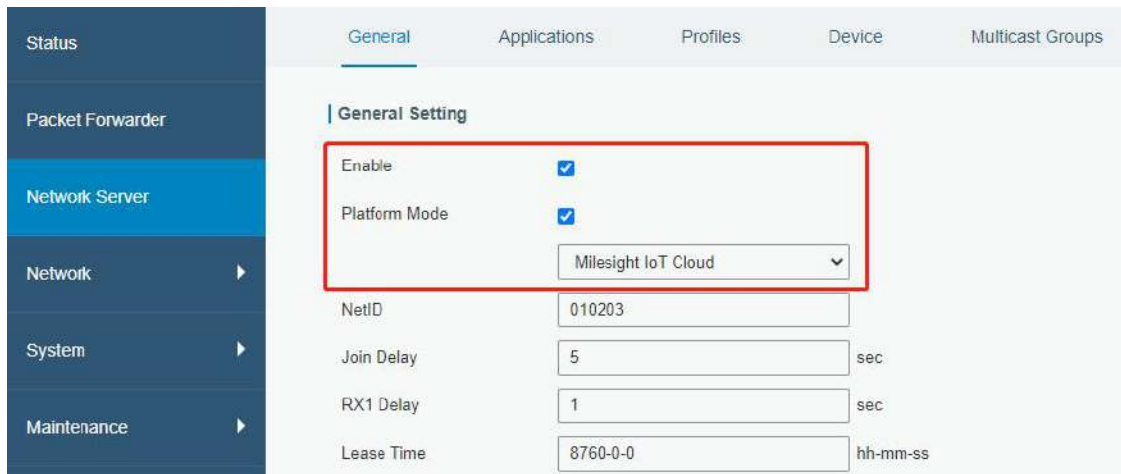 Status
Packet Forwarder
Network Server
Network
System
Maintenance
General Applications Profiles Device Multicast Groups
General Setting
Enable
Platform Mode
Milesight IoT Cloud
NetID 010203
Join Delay 5 sec
RX1 Delay 1 sec
Lease Time 8760-0-0 hh-mm-ss